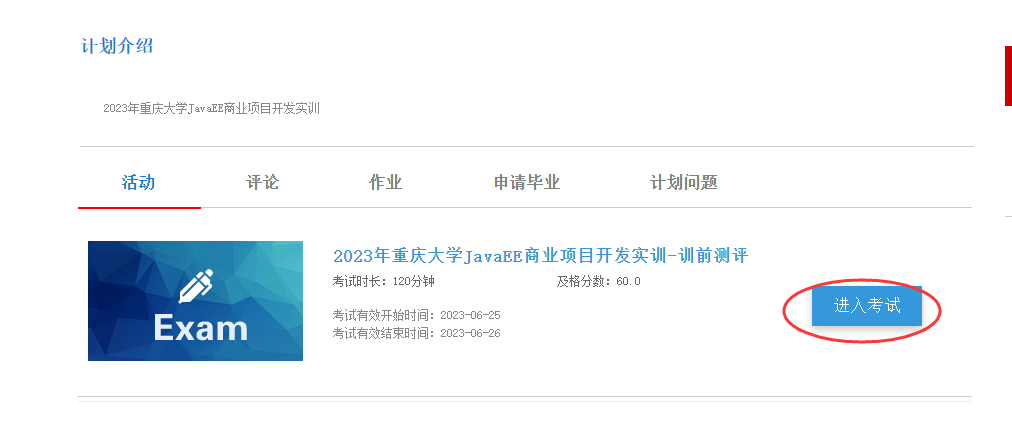 计划介绍
2023年重庆大学JavaEE商业项目开发实训
活动 评论 作业 申请毕业 计划问题
2023年重庆大学JavaEE商业项目开发实训-训前测评
考试时长：120分钟 及格分数：60.0
进入考试
考试有效开始时间：2023-06-25
考试有效结束时间：2023-06-26
Exam